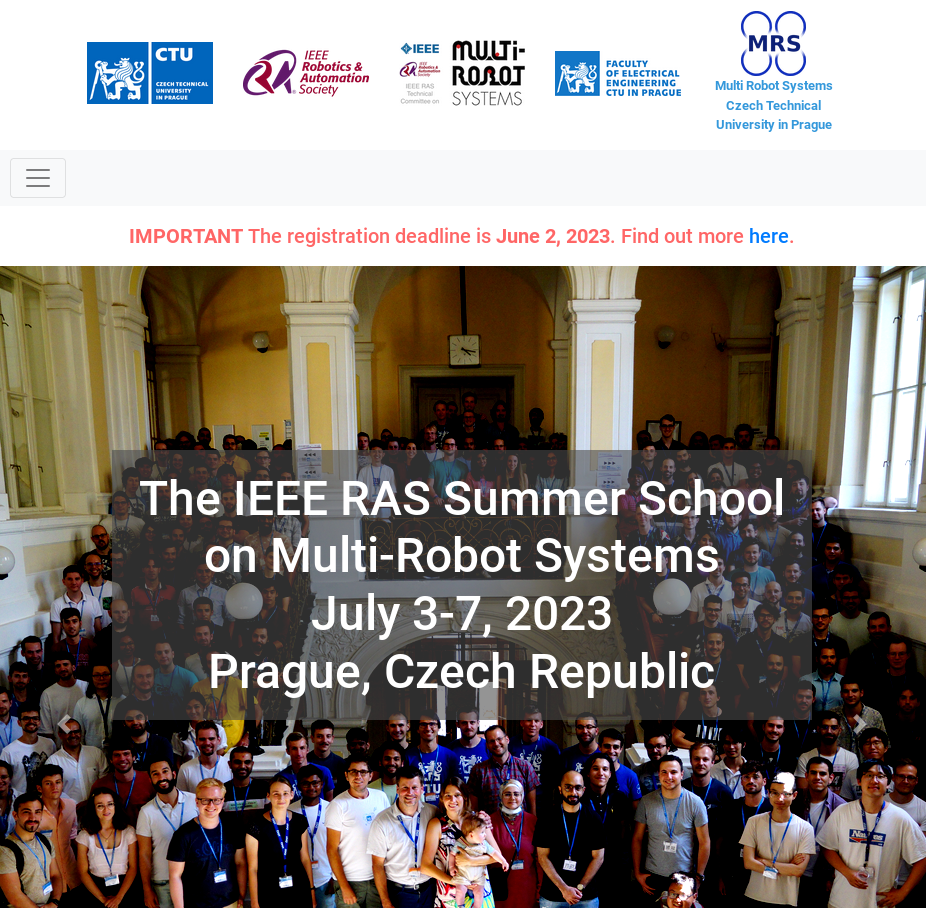 CTU
CZECH TECHNICAL
UNIVERSITY
IN PRAGUE
IEEE
Robotics &
Automation
Society
IEEE
IEEE
Robotics &
Automation
Society
IEEE RAS
Technical
Committee on
MULTI-
ROBOT
SYSTEMS
FACULTY
OF ELECTRICAL
ENGINEERING
CTU IN PRAGUE
MRS
Multi Robot Systems
Czech Technical
University in Prague
IMPORTANT The registration deadline is June 2, 2023. Find out more here.
The IEEE RAS Summer School
on Multi-Robot Systems
July 3-7, 2023
Prague, Czech Republic